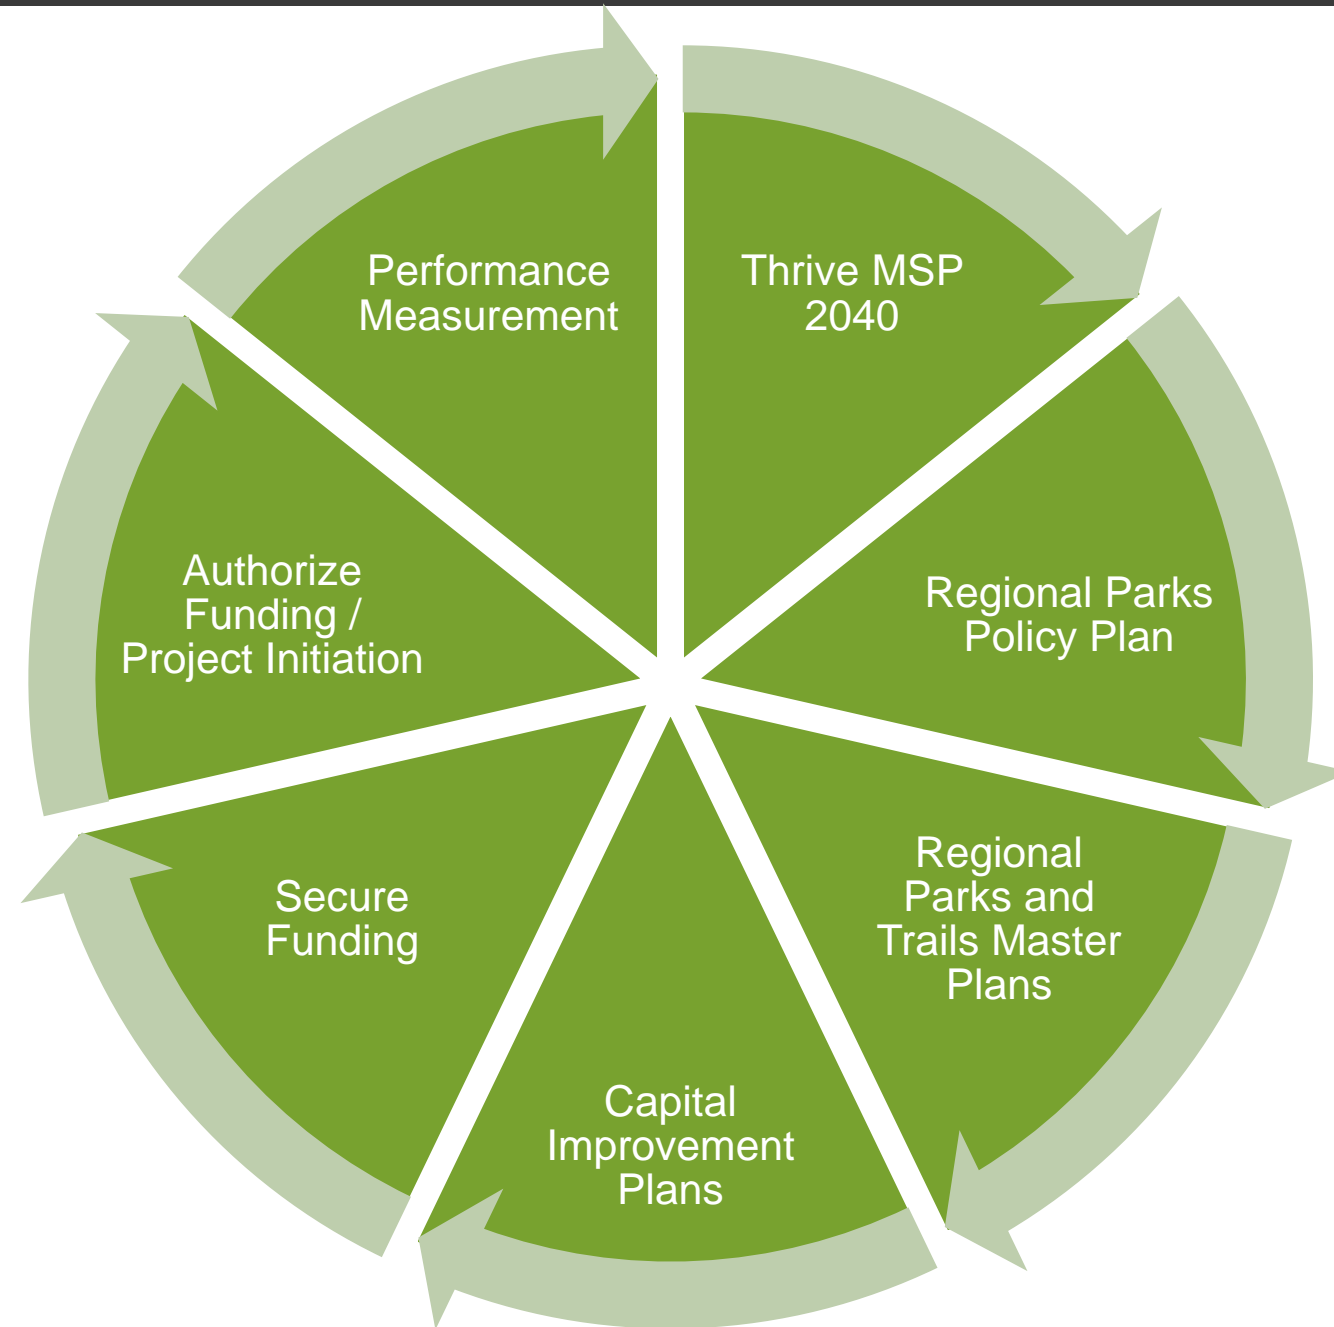 Thrive MSP
2040
Regional Parks
Policy Plan
Regional
Parks and
Trails Master
Plans
Capital
Improvement
Plans
Secure
Funding
Authorize
Funding /
Project Initiation
Performance
Measurement